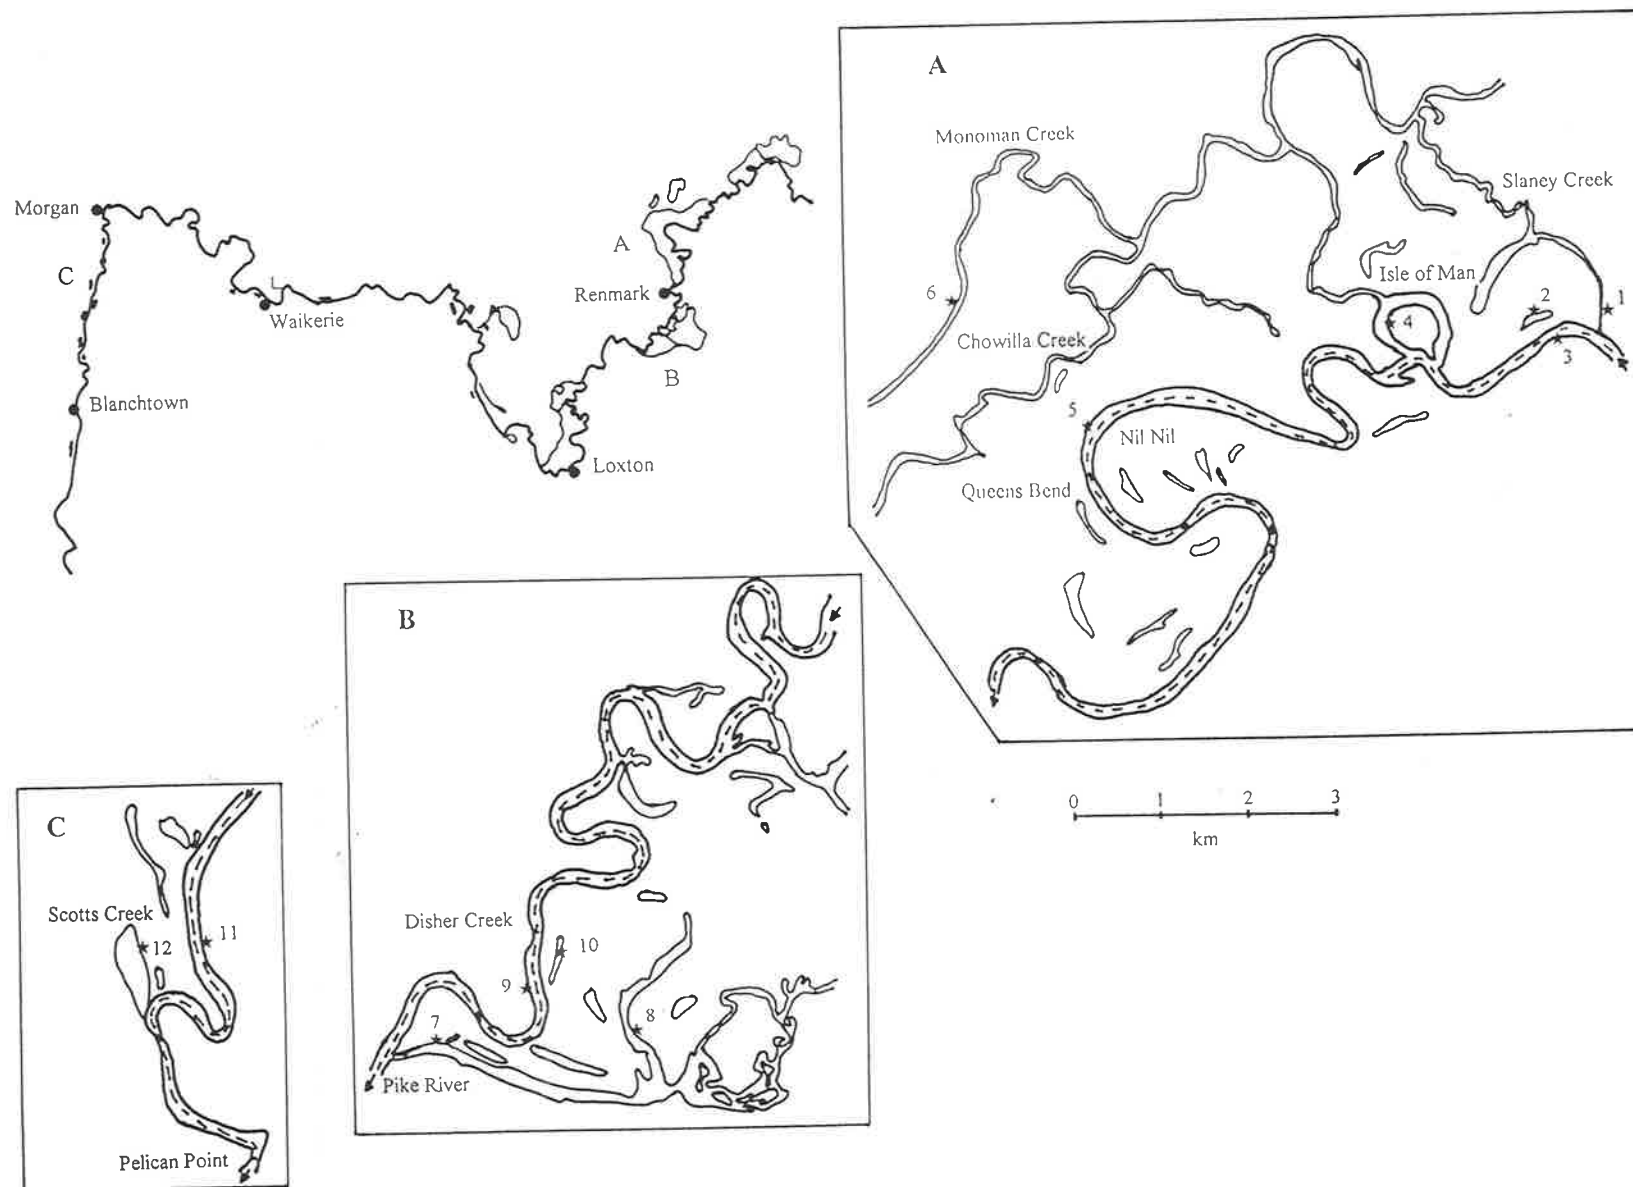 A
Monoman Creek
Slaney Creek
Isle of Man
1
2
3
4
5
6
Chowilla Creek
Nil Nil
Queens Bend
Morgan
C
Waikerie
Blanchtown
A
Renmark
B
Loxton
B
Disher Creek
10
9
8
7
Pike River
C
Scotts Creek
12
11
Pelican Point
0 1 2 3
km